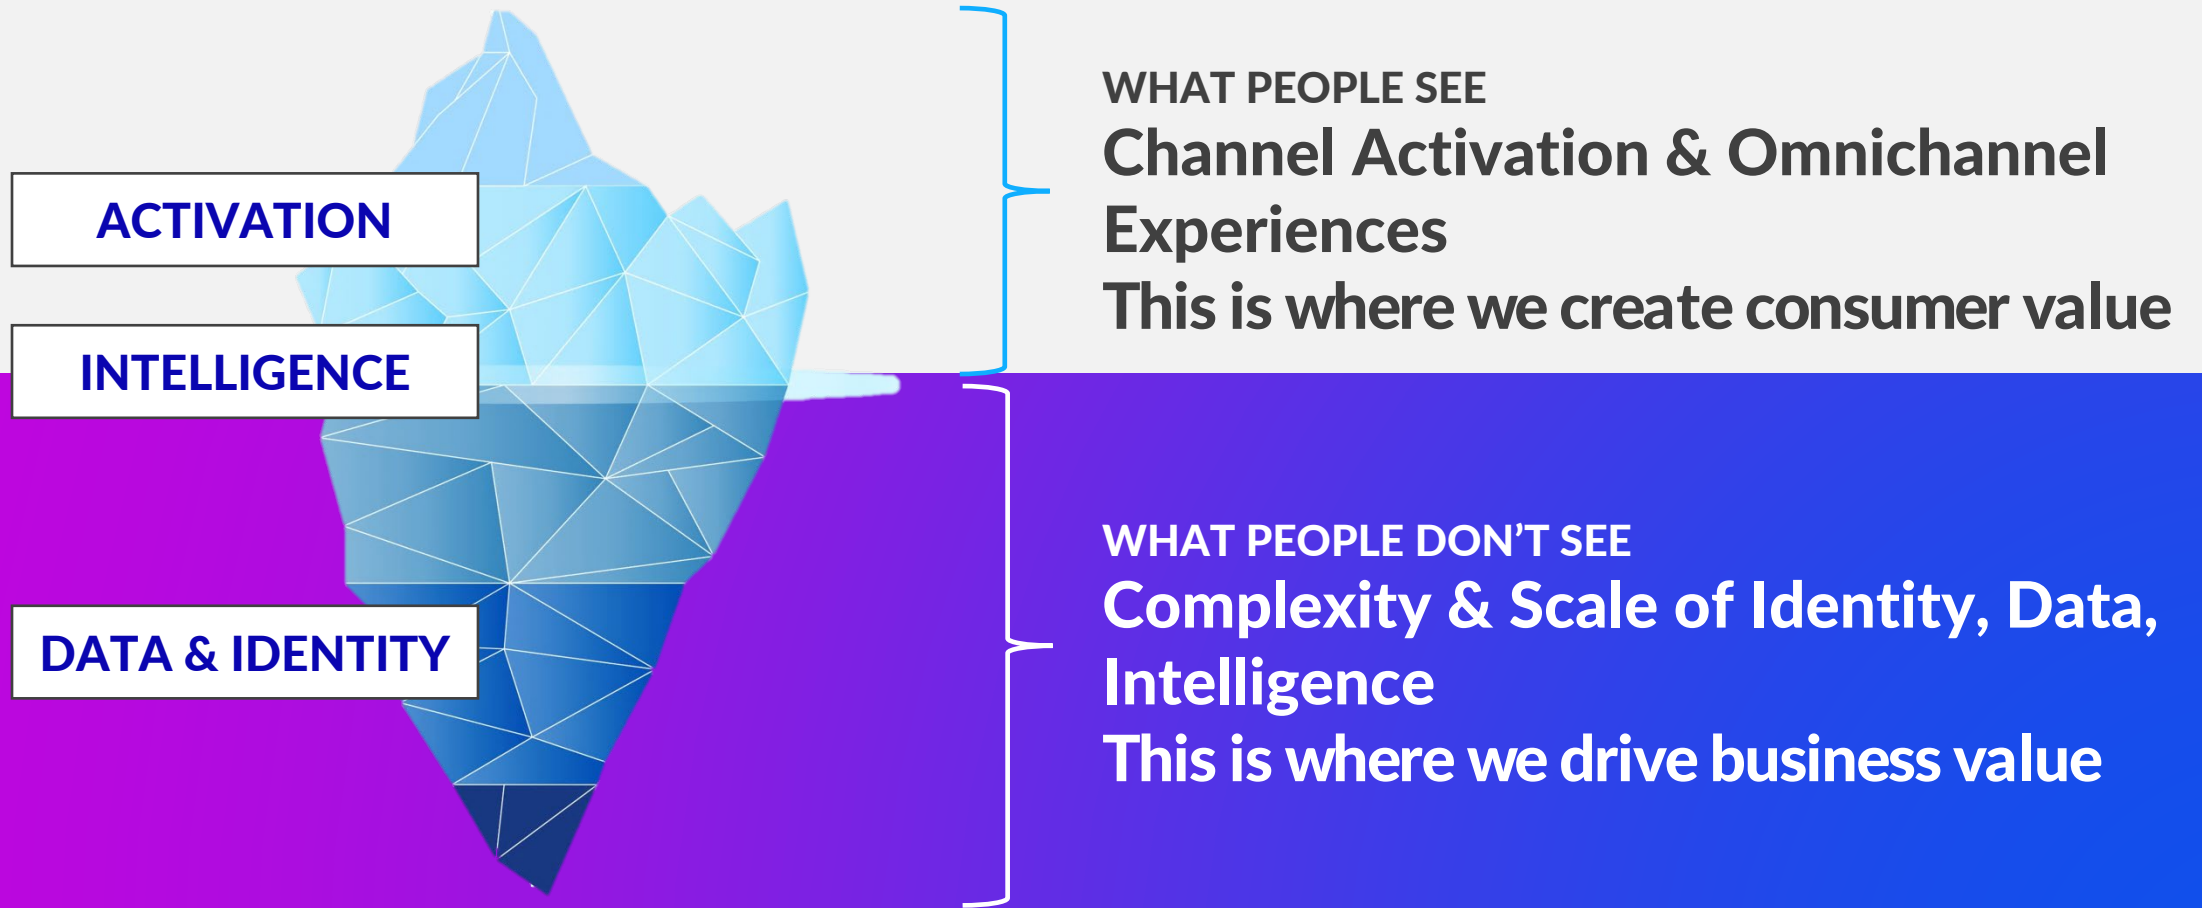 ACTIVATION
INTELLIGENCE
DATA & IDENTITY
WHAT PEOPLE SEE
Channel Activation & Omnichannel
Experiences
This is where we create consumer value
WHAT PEOPLE DON’T SEE
Complexity & Scale of Identity, Data,
Intelligence
This is where we drive business value